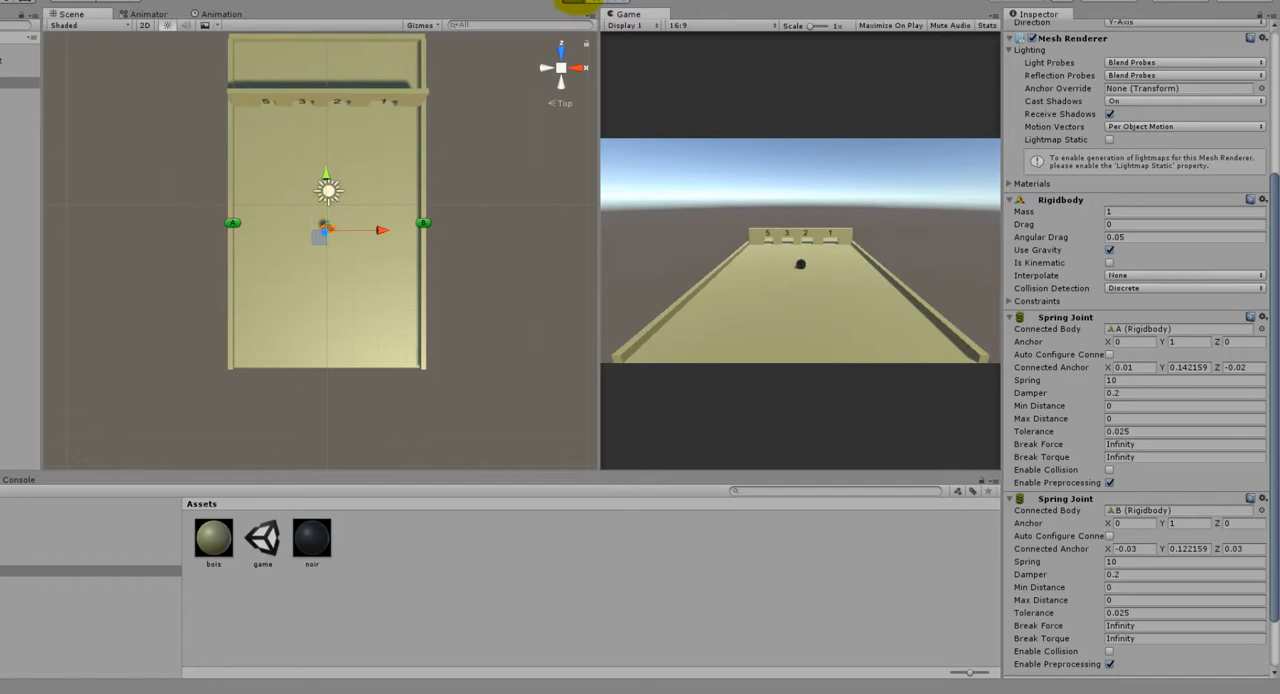 Scene
Animator
Animation
Shaded
2D
Gizmos
All
z
x
Top
5 3 2 1
A
B
Game
Display 1
16:9
Scale
1x
Maximize On Play
Mute Audio
Stats
5 3 2 1
Inspector
Direction
Y-Axis
Mesh Renderer
Lighting
Light Probes Blend Probes
Reflection Probes Blend Probes
Anchor Override None (Transform)
Cast Shadows On
Receive Shadows
Motion Vectors Per Object Motion
Lightmap Static
To enable generation of lightmaps for this Mesh Renderer,
please enable the 'Lightmap Static' property.
Materials
Rigidbody
Mass 1
Drag 0
Angular Drag 0.05
Use Gravity
Is Kinematic
Interpolate None
Collision Detection Discrete
Constraints
Spring Joint
Connected Body A (Rigidbody)
Anchor X 0 Y 1 Z 0
Auto Configure Conne
Connected Anchor X 0.01 Y 0.142159 Z -0.02
Spring 10
Damper 0.2
Min Distance 0
Max Distance 0
Tolerance 0.025
Break Force Infinity
Break Torque Infinity
Enable Collision
Enable Preprocessing
Spring Joint
Connected Body B (Rigidbody)
Anchor X 0 Y 1 Z 0
Auto Configure Conne
Connected Anchor X -0.03 Y 0.122159 Z 0.03
Spring 10
Damper 0.2
Min Distance 0
Max Distance 0
Tolerance 0.025
Break Force Infinity
Break Torque Infinity
Enable Collision
Enable Preprocessing
Console
Assets
bois
game
noir